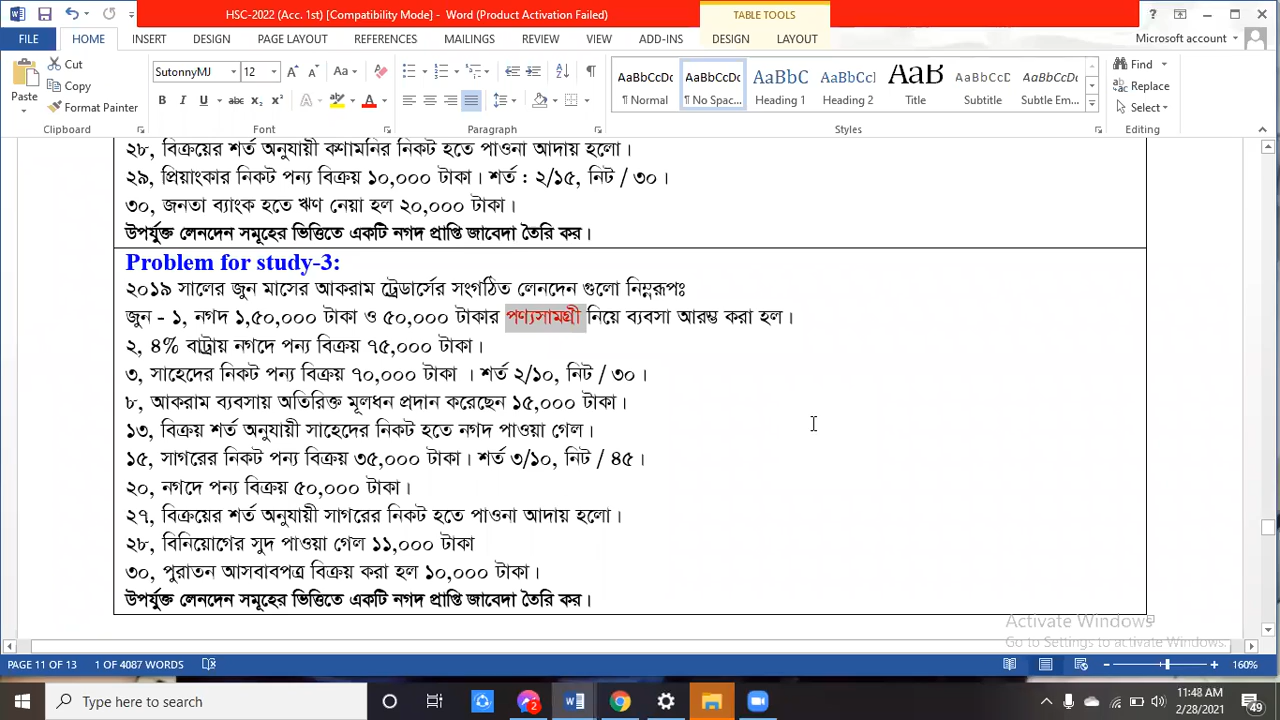 HSC-2022 (Acc. 1st) [Compatibility Mode] - Word (Product Activation Failed)
TABLE TOOLS
FILE HOME INSERT DESIGN PAGE LAYOUT REFERENCES MAILINGS REVIEW VIEW ADD-INS DESIGN LAYOUT Microsoft account
Paste
Cut
Copy
Format Painter
Clipboard
SutonnyMJ 12
Font
Paragraph
AaBbCcDc AaBbCcDc AaBbC AaBbCc AaB AaBbCcD AaBbCcD
¶ Normal ¶ No Spac... Heading Heading 2 Title Subtitle Subtle Em...
Styles
Find
Replace
Select
Editing
২৮, বিক্রয়ের শর্ত অনুযায়ী কণামনির নিকট হতে পাওনা আদায় হলো।
২৯, প্রিয়াংকার নিকট পন্য বিক্রয় ১০,০০০ টাকা। শর্ত : ২/১৫, নিট / ৩০।
৩০, জনতা ব্যাংক হতে ঋণ নেয়া হল ২০,০০০ টাকা।
উপর্যুক্ত লেনদেন সমূহের ভিত্তিতে একটি নগদ প্রাপ্তি জাবেদা তৈরি কর।
Problem for study-3:
২০১৯ সালের জুন মাসের আকরাম ট্রেডার্সের সংগঠিত লেনদেন গুলো নিম্নরূপঃ
জুন - ১, নগদ ১,৫০,০০০ টাকা ও ৫০,০০০ টাকার পণ্যসামগ্রী নিয়ে ব্যবসা আরম্ভ করা হল।
২, ৪% বাট্রায় নগদে পন্য বিক্রয় ৭৫,০০০ টাকা।
৩, সাহেদের নিকট পন্য বিক্রয় ৭০,০০০ টাকা । শর্ত ২/১০, নিট / ৩০।
৮, আকরাম ব্যবসায় অতিরিক্ত মূলধন প্রদান করেছেন ১৫,০০০ টাকা।
১৩, বিক্রয় শর্ত অনুযায়ী সাহেদের নিকট হতে নগদ পাওয়া গেল।
১৫, সাগরের নিকট পন্য বিক্রয় ৩৫,০০০ টাকা। শর্ত ৩/১০, নিট / ৪৫।
২০, নগদে পন্য বিক্রয় ৫০,০০০ টাকা।
২৭, বিক্রয়ের শর্ত অনুযায়ী সাগরের নিকট হতে পাওনা আদায় হলো।
২৮, বিনিয়োগের সুদ পাওয়া গেল ১১,০০০ টাকা
৩০, পুরাতন আসবাবপত্র বিক্রয় করা হল ১০,০০০ টাকা।
উপর্যুক্ত লেনদেন সমূহের ভিত্তিতে একটি নগদ প্রাপ্তি জাবেদা তৈরি কর।
Activate Windows
Go to Settings to activate Windows.
PAGE 11 OF 13 1 OF 4087 WORDS 160%
Type here to search
2
11:48 AM
2/28/2021
49